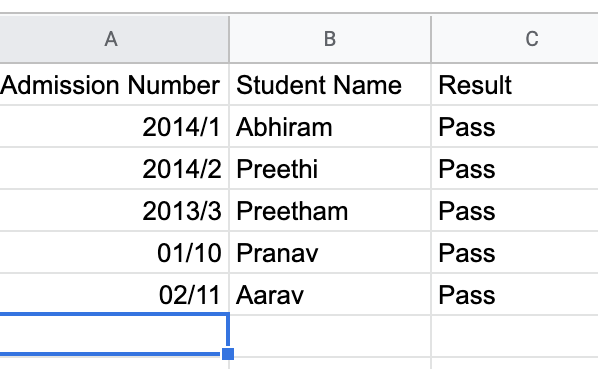 A B C
Admission Number Student Name Result
2014/1 Abhiram Pass
2014/2 Preethi Pass
2013/3 Preetham Pass
01/10 Pranav Pass
02/11 Aarav Pass